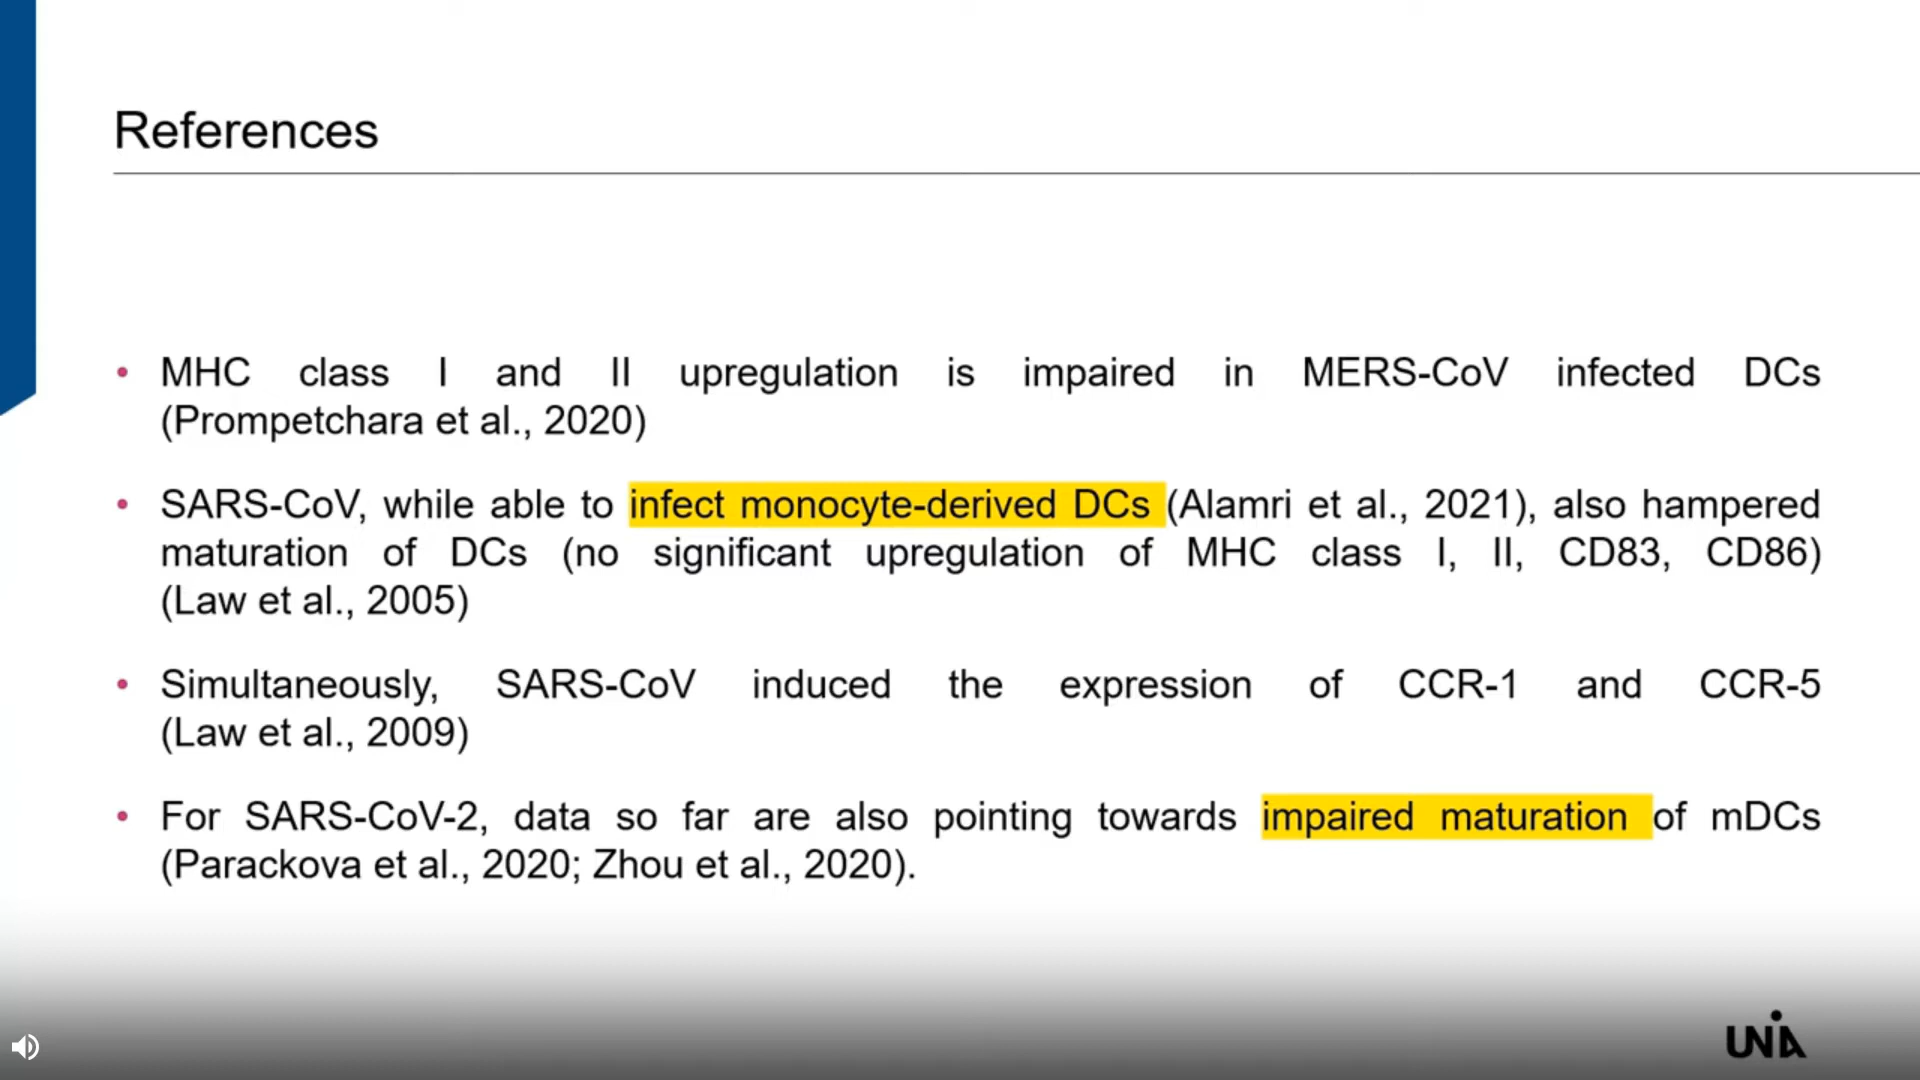 References
• MHC class I and II upregulation is impaired in MERS-CoV infected DCs
(Prompetchara et al., 2020)
• SARS-CoV, while able to infect monocyte-derived DCs (Alamri et al., 2021), also hampered
maturation of DCs (no significant upregulation of MHC class I, II, CD83, CD86)
(Law et al., 2005)
• Simultaneously, SARS-CoV induced the expression of CCR-1 and CCR-5
(Law et al., 2009)
• For SARS-CoV-2, data so far are also pointing towards impaired maturation of mDCs
(Parackova et al., 2020; Zhou et al., 2020).
UNIA